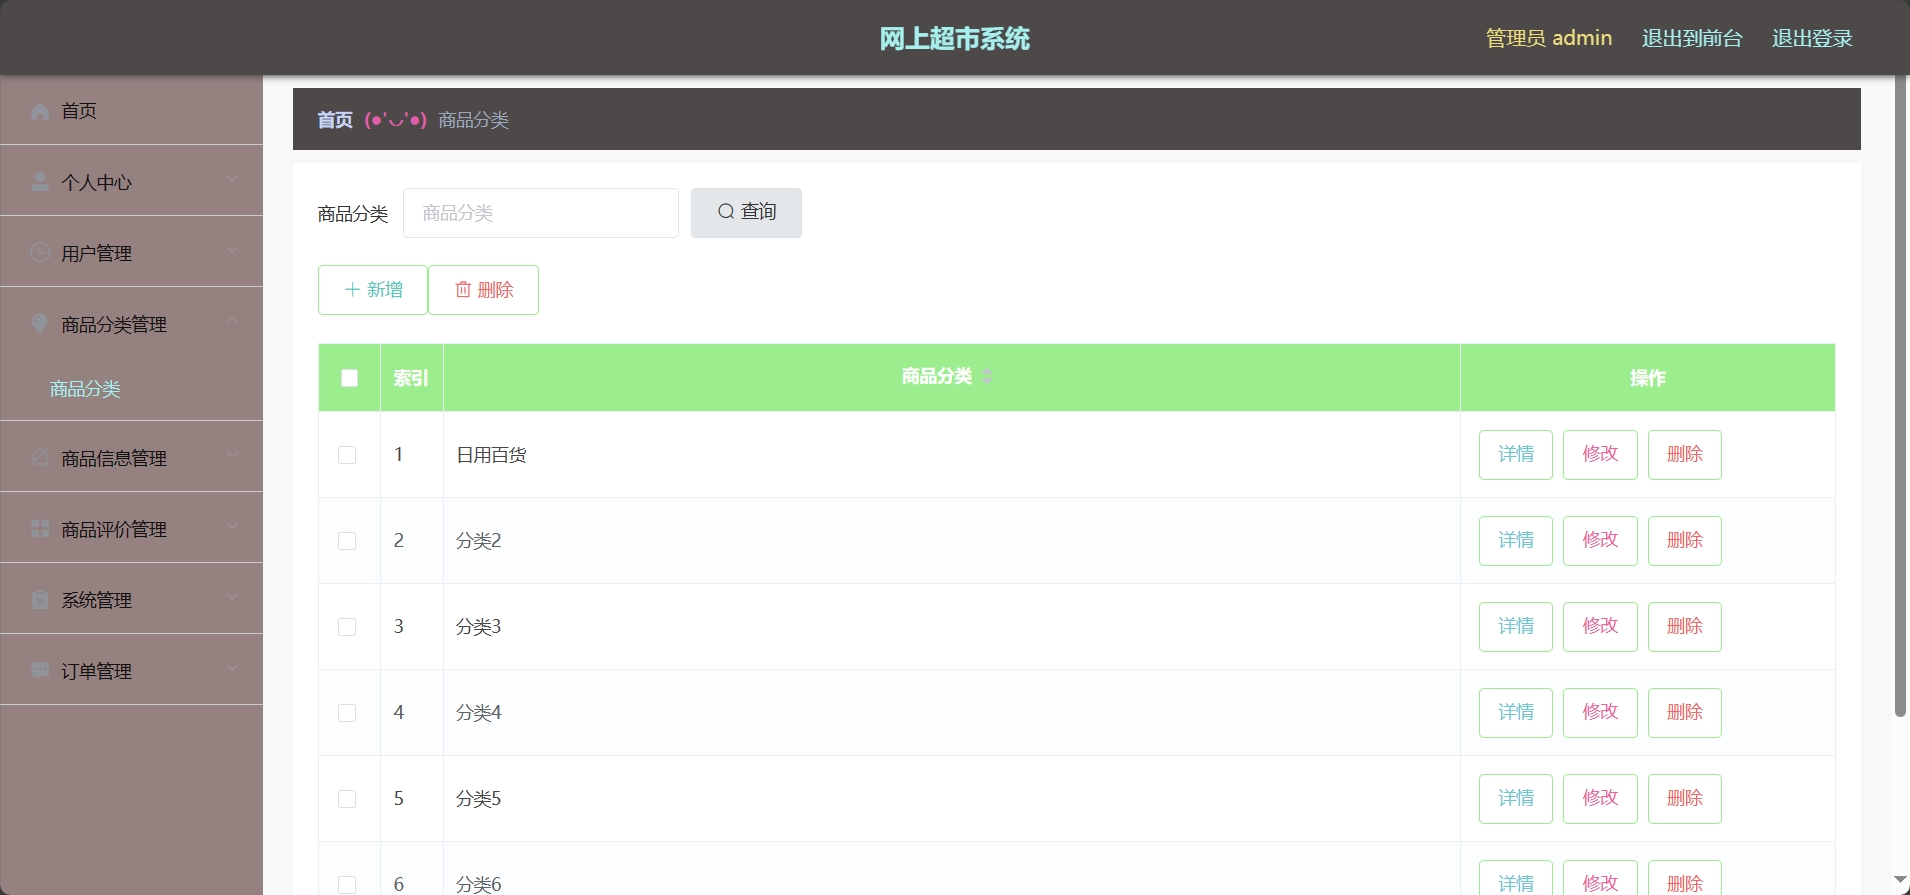 网上超市系统
管理员 admin 退出到前台 退出登录
首页
个人中心
用户管理
商品分类管理
商品分类
商品信息管理
商品评价管理
系统管理
订单管理
首页 (●'◡'●) 商品分类
商品分类 商品分类 查询
新增 删除
索引 商品分类 操作
1 日用百货 详情 修改 删除
2 分类2 详情 修改 删除
3 分类3 详情 修改 删除
4 分类4 详情 修改 删除
5 分类5 详情 修改 删除
6 分类6 详情 修改 删除